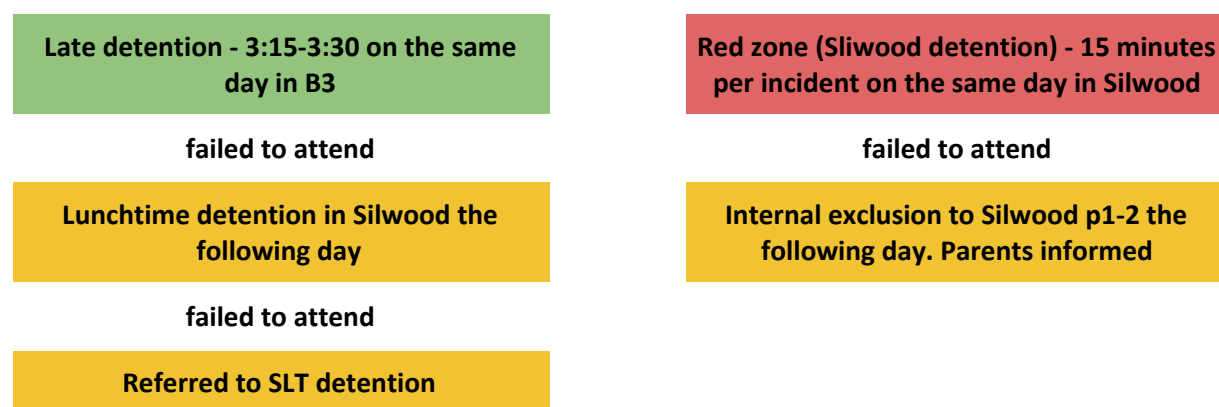 Late detention - 3:15-3:30 on the same
day in B3
failed to attend
Lunchtime detention in Silwood the
following day
failed to attend
Referred to SLT detention
Red zone (Sliwood detention) - 15 minutes
per incident on the same day in Silwood
failed to attend
Internal exclusion to Silwood p1-2 the
following day. Parents informed